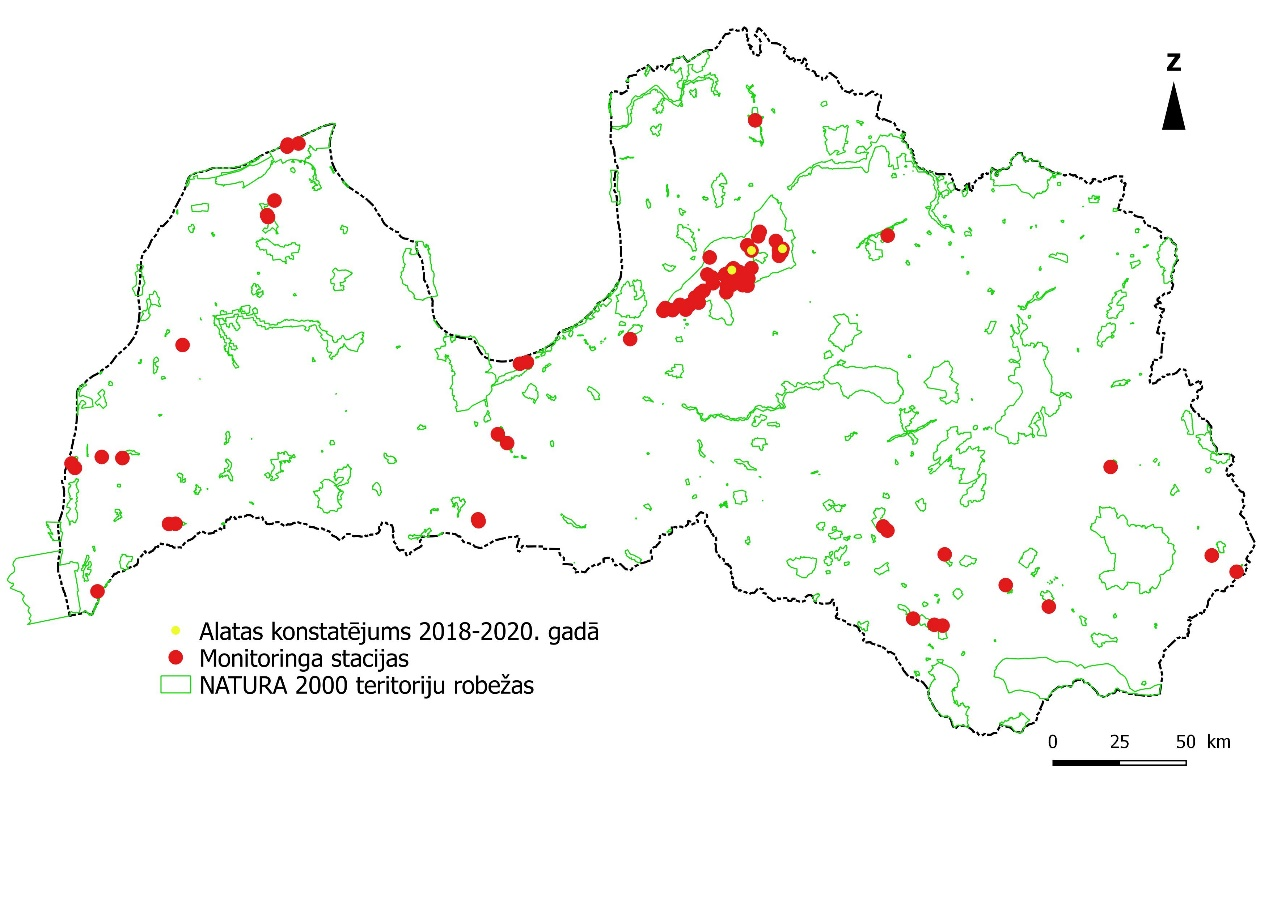 Z
Alatas konstatējums 2018-2020. gadā
Monitoringa stacijas
NATURA 2000 teritoriju robežas
0 25 50 km